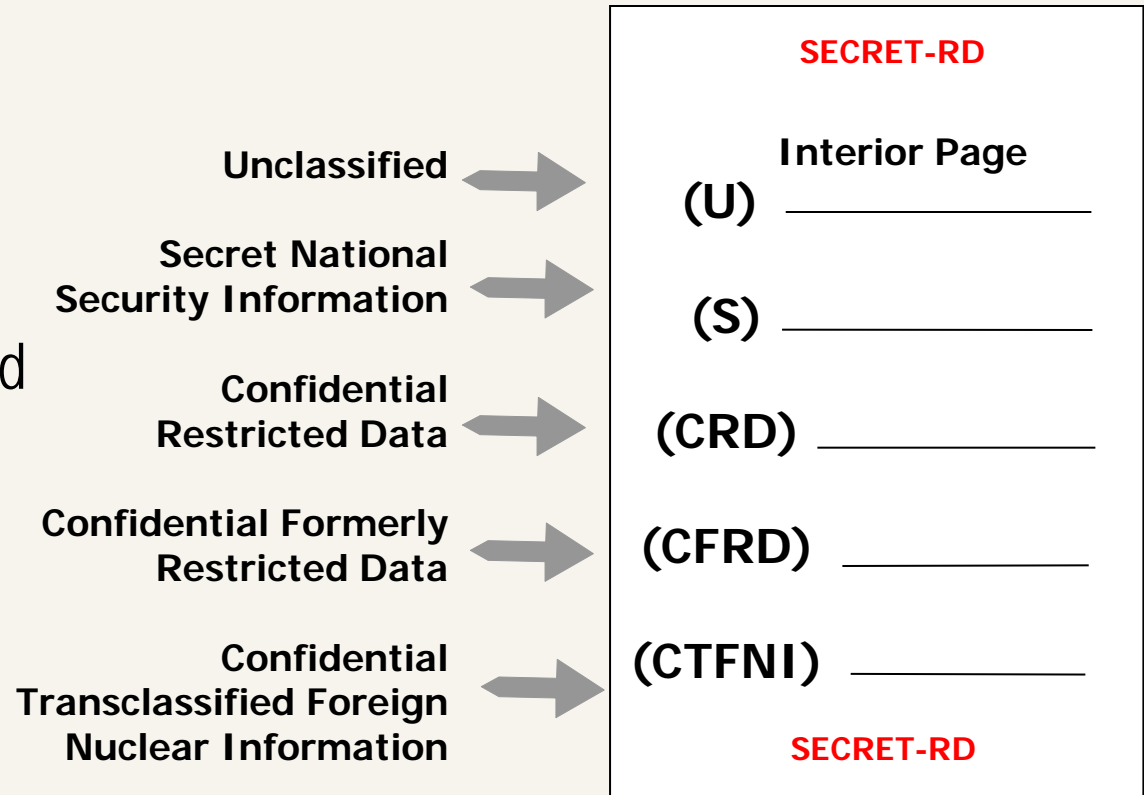 SECRET-RD
Interior Page
Unclassified
(U)
Secret National
Security Information
(S)
d
Confidential
Restricted Data
(CRD)
Confidential Formerly
Restricted Data
(CFRD)
Confidential
Transclassified Foreign
Nuclear Information
(CTFNI)
SECRET-RD